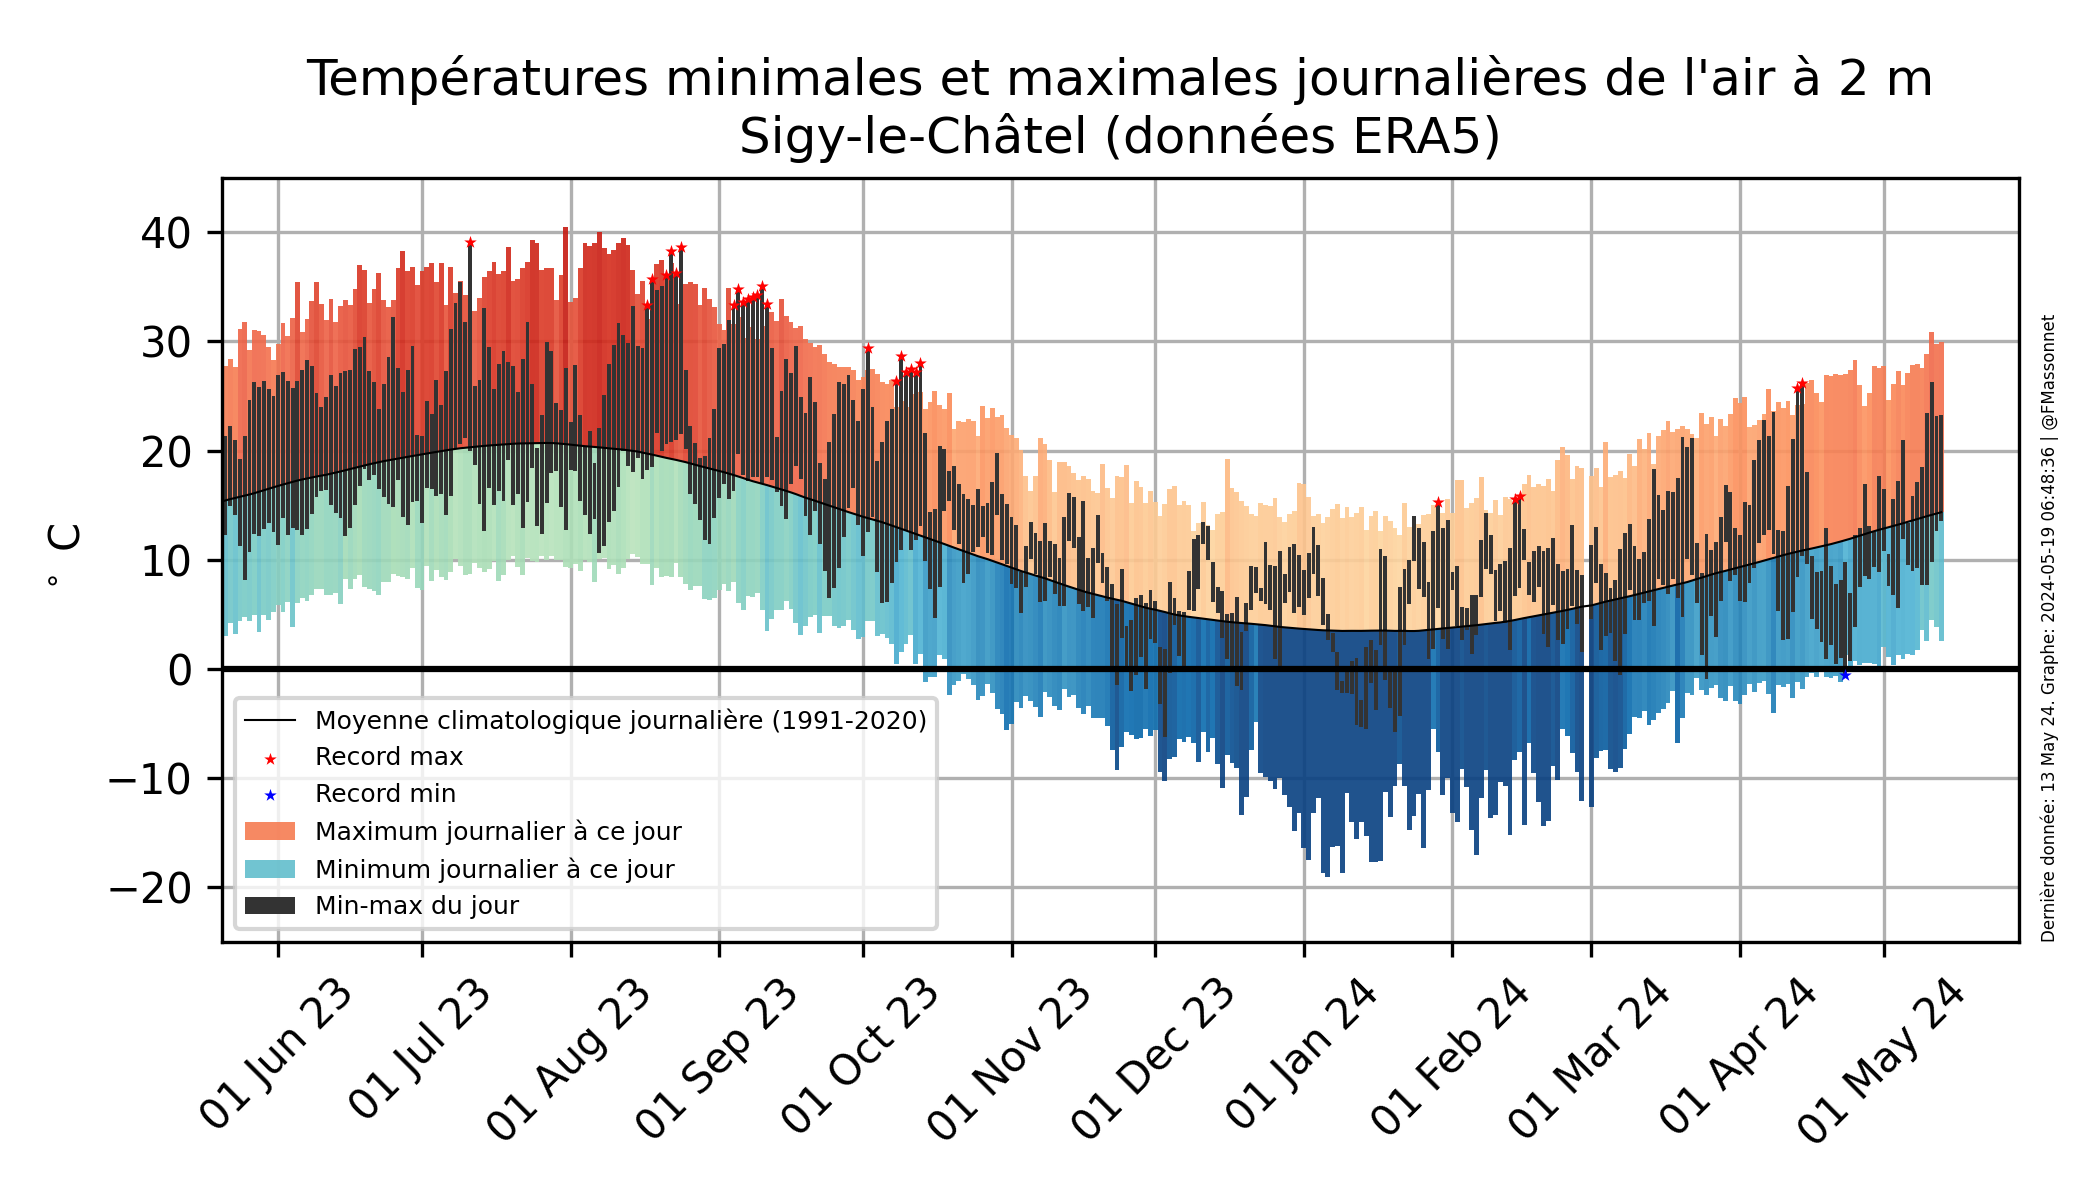 Températures minimales et maximales journalières de l'air à 2 m
Sigy-le-Châtel (données ERA5)
° C
40
30
20
10
0
−10
−20
Moyenne climatologique journalière (1991-2020)
Record max
Record min
Maximum journalier à ce jour
Minimum journalier à ce jour
Min-max du jour
01 Jun 23
01 Jul 23
01 Aug 23
01 Sep 23
01 Oct 23
01 Nov 23
01 Dec 23
01 Jan 24
01 Feb 24
01 Mar 24
01 Apr 24
01 May 24
Dernière donnée: 13 May 24. Graphe: 2024-05-19 06:48:36 | @FMassonnet